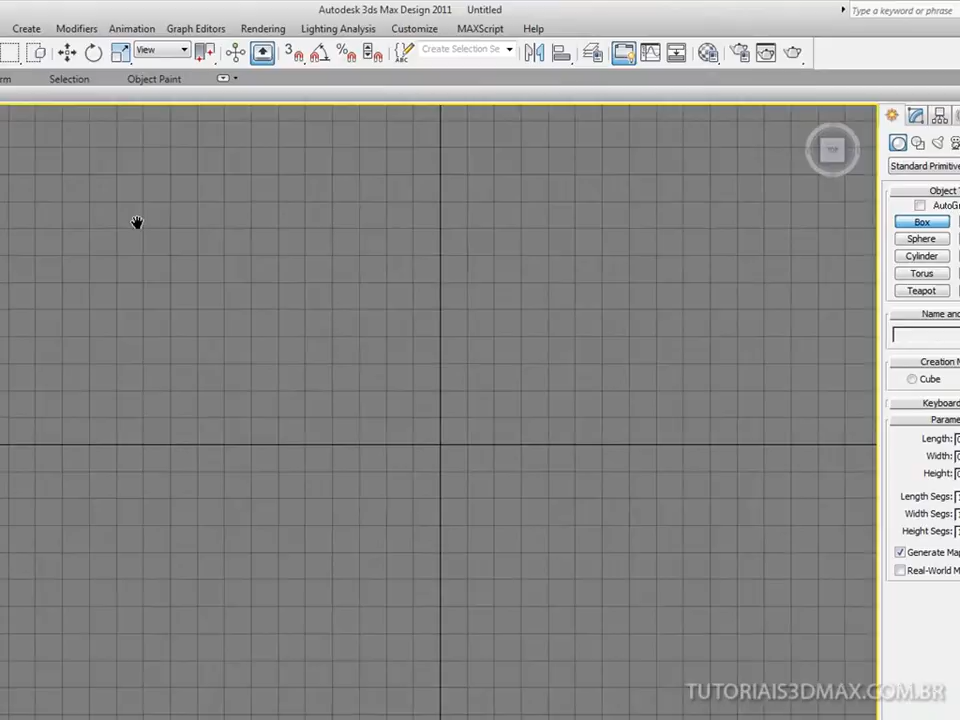 Autodesk 3ds Max Design 2011 Untitled
Type a keyword or phrase
Create Modifiers Animation Graph Editors Rendering Lighting Analysis Customize MAXScript Help
View
3
Create Selection Se
Selection Object Paint
Standard Primitive
Object
AutoGr
Box
Sphere
Cylinder
Torus
Teapot
Name and
Creation M
Cube
Keyboard
Parame
Length:
Width:
Height:
Length Segs:
Width Segs:
Height Segs:
Generate Map
Real-World M
TUTORIAIS3DMAX.COM.BR